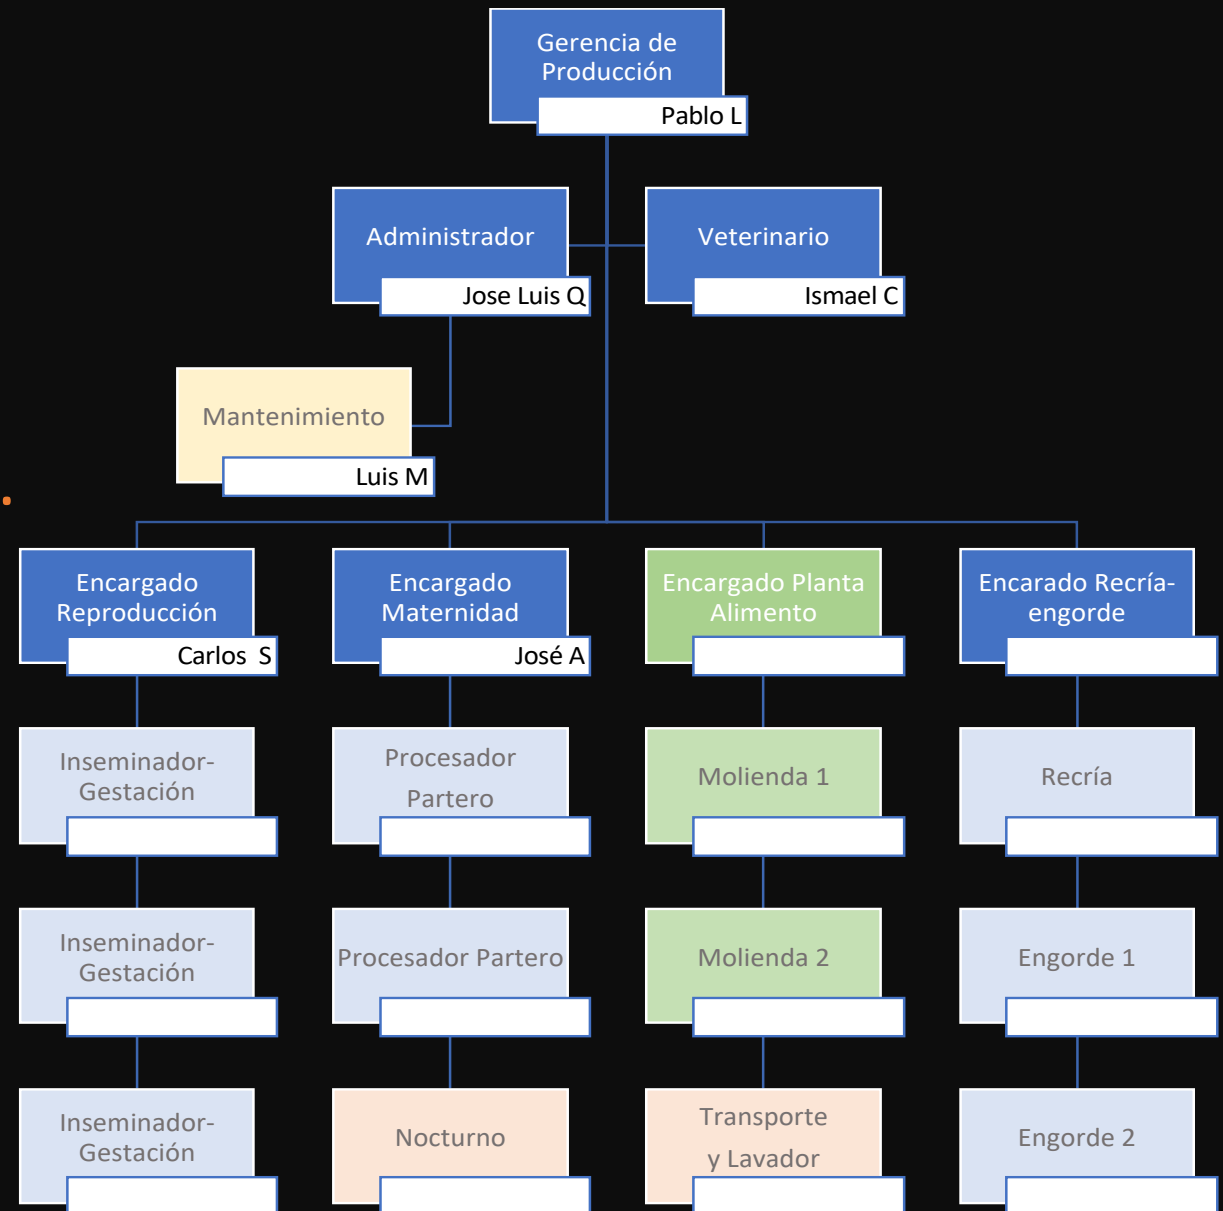 Gerencia de
Producción
Pablo L
Administrador
Jose Luis Q
Veterinario
Ismael C
Mantenimiento
Luis M
Encargado
Reproducción
Carlos  S
Encargado
Maternidad
José A
Encargado Planta
Alimento
Encarado Recría-
engorde
Inseminador-
Gestación
Procesador
Partero
Molienda 1
Recría
Inseminador-
Gestación
Procesador Partero
Molienda 2
Engorde 1
Inseminador-
Gestación
Nocturno
Transporte
y Lavador
Engorde 2